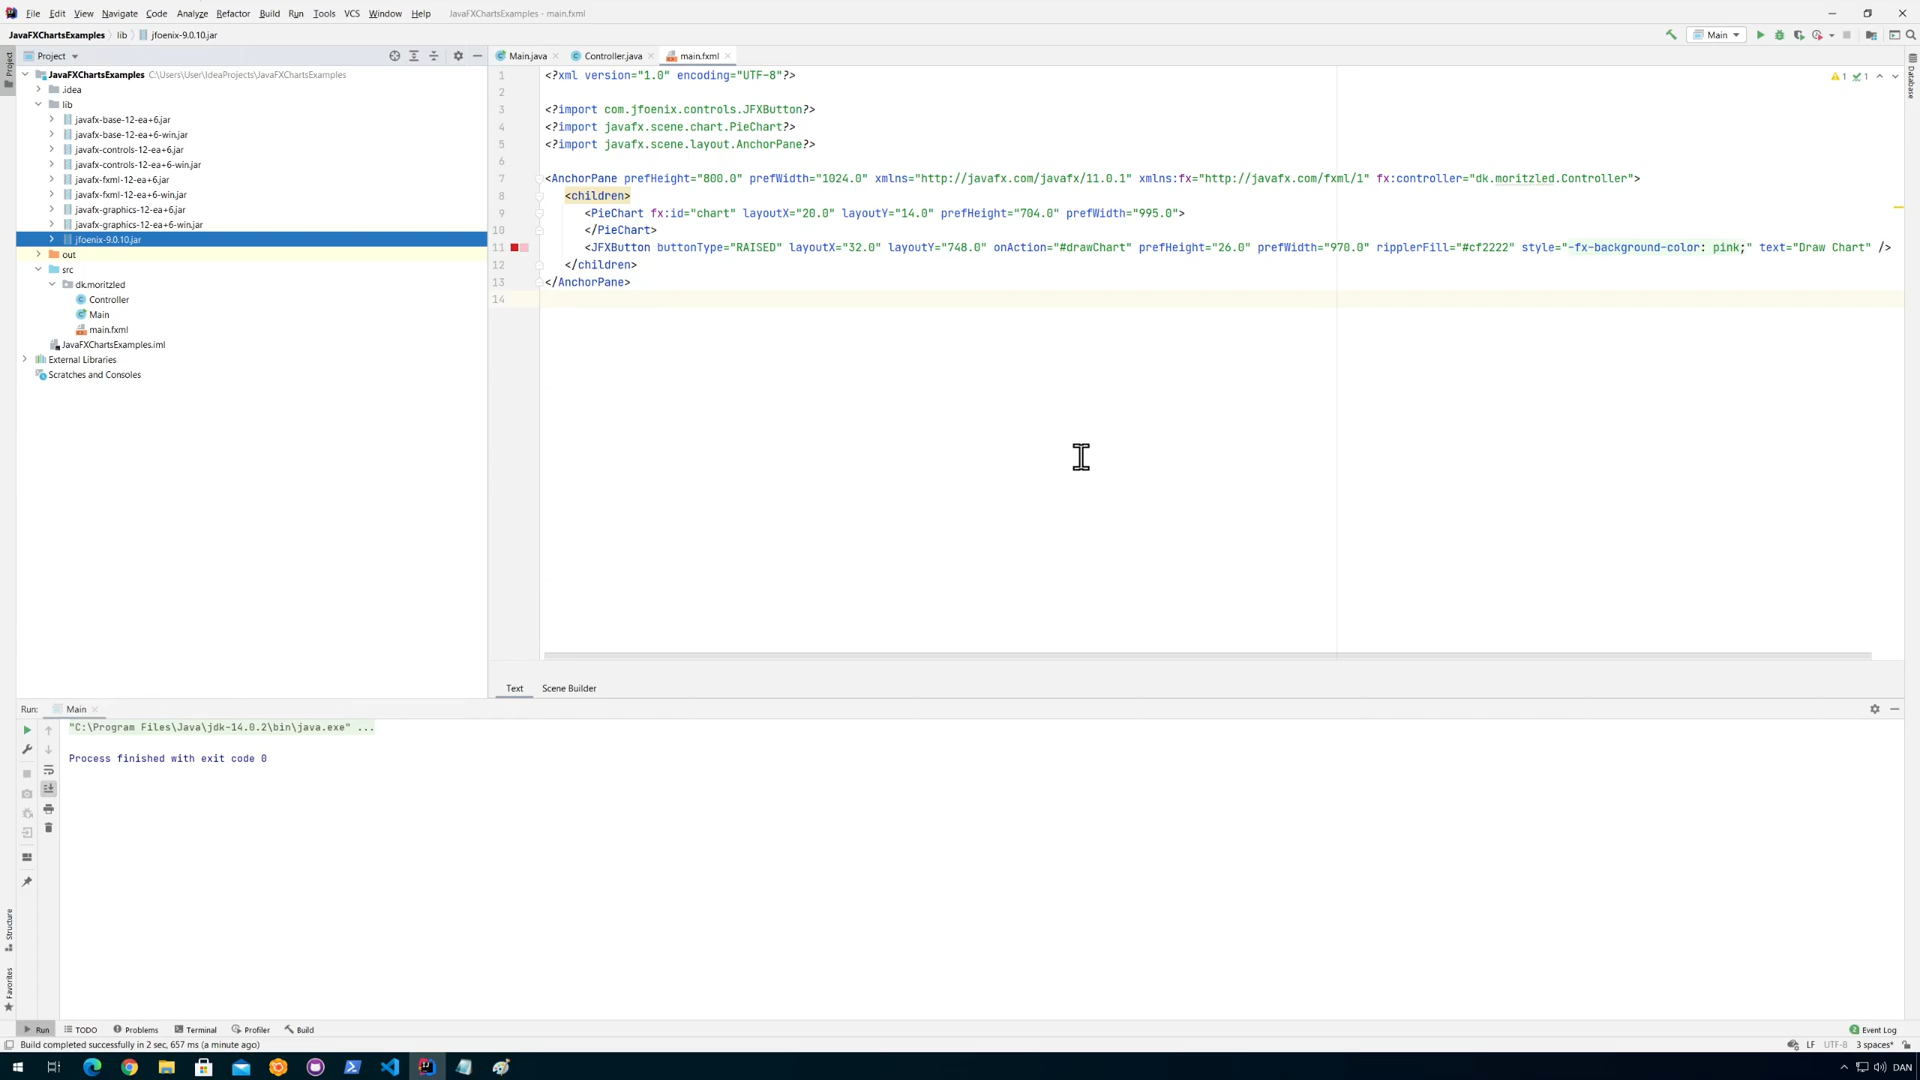 File Edit View Navigate Code Analyze Refactor Build Run Tools VCS Window Help JavaFXChartsExamples - main.fxml
JavaFXChartsExamples lib jfoenix-9.0.10.jar
Main
Project
Main.java Controller.java main.fxml
Project
Database
JavaFXChartsExamples C:\Users\User\IdeaProjects\JavaFXChartsExamples
.idea
lib
javafx-base-12-ea+6.jar
javafx-base-12-ea+6-win.jar
javafx-controls-12-ea+6.jar
javafx-controls-12-ea+6-win.jar
javafx-fxml-12-ea+6.jar
javafx-fxml-12-ea+6-win.jar
javafx-graphics-12-ea+6.jar
javafx-graphics-12-ea+6-win.jar
jfoenix-9.0.10.jar
out
src
dk.moritzled
Controller
Main
main.fxml
JavaFXChartsExamples.iml
External Libraries
Scratches and Consoles
1 <?xml version="1.0" encoding="UTF-8"?>
1 1
2
3 <?import com.jfoenix.controls.JFXButton?>
4 <?import javafx.scene.chart.PieChart?>
5 <?import javafx.scene.layout.AnchorPane?>
6
7 <AnchorPane prefHeight="800.0" prefWidth="1024.0" xmlns="http://javafx.com/javafx/11.0.1" xmlns:fx="http://javafx.com/fxml/1" fx:controller="dk.moritzled.Controller">
8 <children>
9 <PieChart fx:id="chart" layoutX="20.0" layoutY="14.0" prefHeight="704.0" prefWidth="995.0">
10 </PieChart>
11 <JFXButton buttonType="RAISED" layoutX="32.0" layoutY="748.0" onAction="#drawChart" prefHeight="26.0" prefWidth="970.0" ripplerFill="#cf2222" style="-fx-background-color: pink;" text="Draw Chart" />
12 </children>
13 </AnchorPane>
14
Text Scene Builder
Run: Main
"C:\Program Files\Java\jdk-14.0.2\bin\java.exe" ...
Process finished with exit code 0
Structure
Favorites
Run TODO Problems Terminal Profiler Build
2 Event Log
Build completed successfully in 2 sec, 657 ms (a minute ago)
LF UTF-8 3 spaces*
DAN